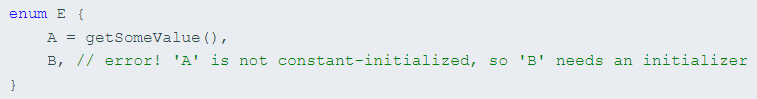 enum E {
    A = getSomeValue(),
    B, // error! 'A' is not constant-initialized, so 'B' needs an initializer
}